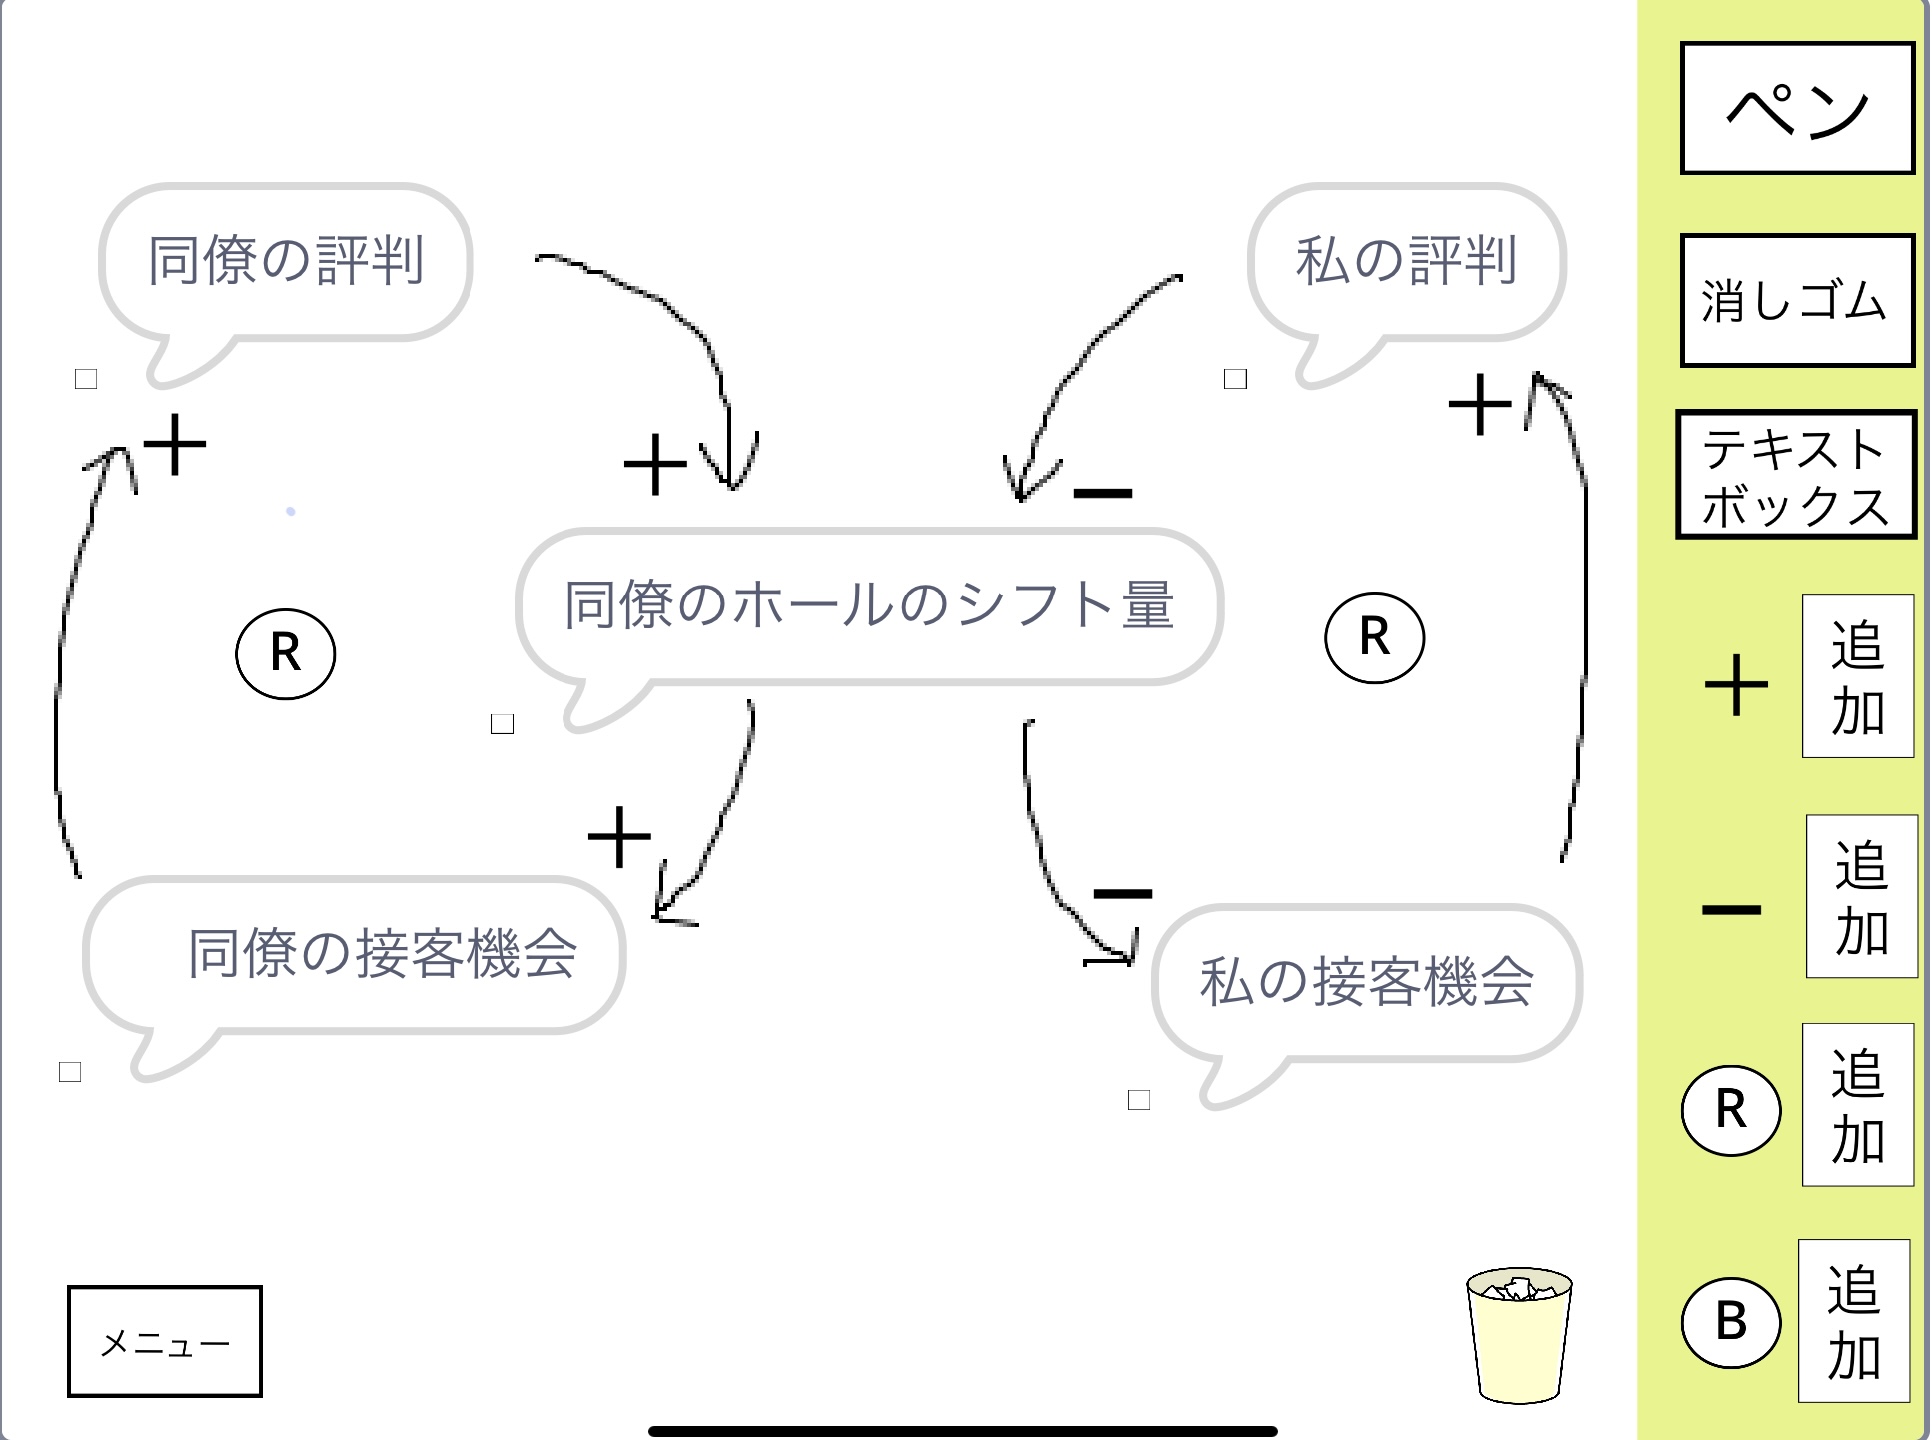 同僚の評判
私の評判
+
+
+
−
同僚のホールのシフト量
R
R
+
−
同僚の接客機会
私の接客機会
メニュー
ペン
消しゴム
テキスト
ボックス
+
追
加
−
追
加
R
追
加
B
追
加